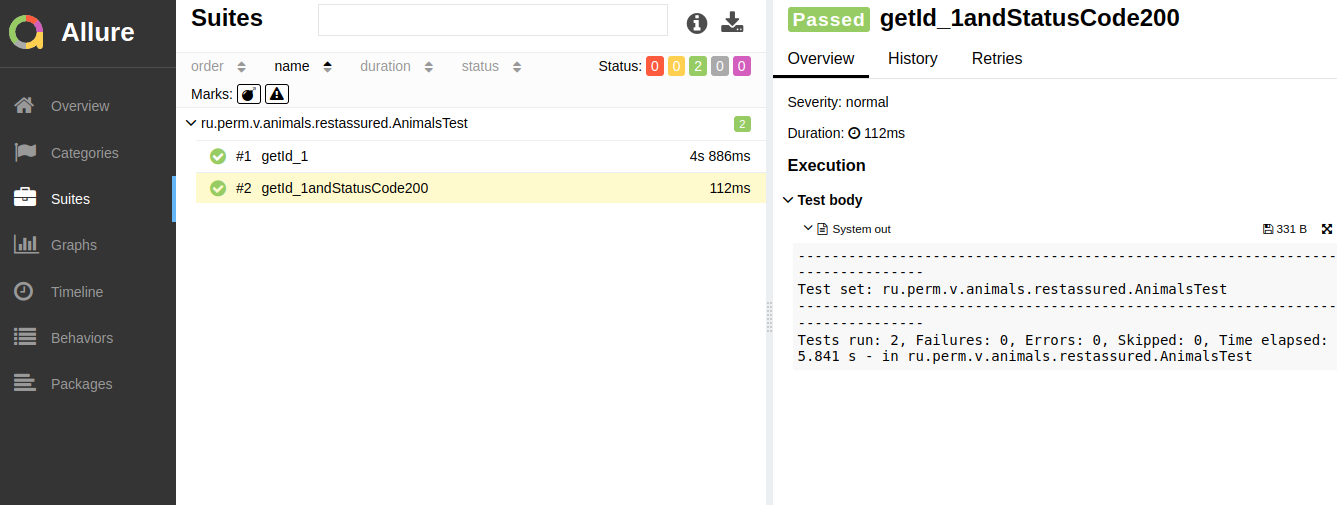 Allure
Overview
Categories
Suites
Graphs
Timeline
Behaviors
Packages
Suites
order name duration status Status: 0 0 2 0 0
Marks:
ru.perm.v.animals.restassured.AnimalsTest 2
#1 getId_1 4s 886ms
#2 getId_1andStatusCode200 112ms
Passed getId_1andStatusCode200
Overview History Retries
Severity: normal
Duration: 112ms
Execution
Test body
System out 331 B
----------------------------------------------------------------
---------------
Test set: ru.perm.v.animals.restassured.AnimalsTest
----------------------------------------------------------------
---------------
Tests run: 2, Failures: 0, Errors: 0, Skipped: 0, Time elapsed:
5.841 s - in ru.perm.v.animals.restassured.AnimalsTest